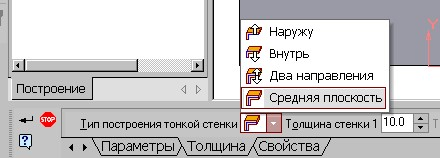 Наружу
Внутрь
Два направления
Средняя плоскость
Построение
STOP
Тип построения тонкой стенки
Толщина стенки 1 10.0
Т
Параметры Толщина Свойства